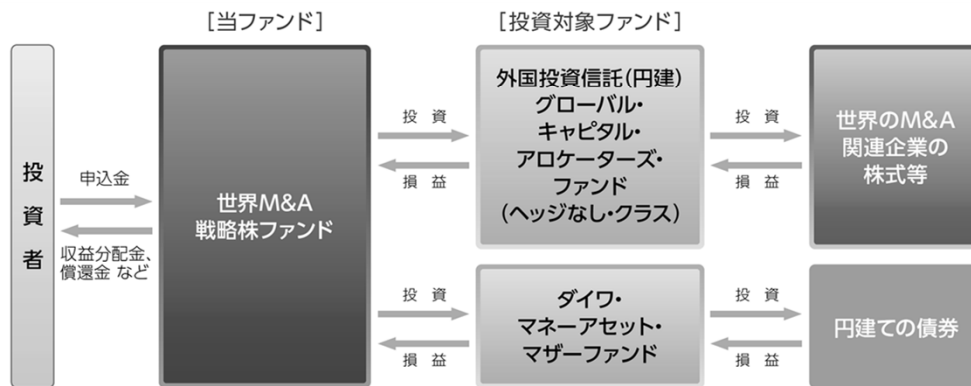 [当ファンド]
[投資対象ファンド]
投資者
申込金
収益分配金、
償還金 など
世界M&A
戦略株ファンド
投 資
損 益
外国投資信託(円建)
グローバル・
キャピタル・
アロケーターズ・
ファンド
(ヘッジなし・クラス)
投 資
損 益
世界のM&A
関連企業の
株式等
投 資
損 益
ダイワ・
マネーアセット・
マザーファンド
投 資
損 益
円建ての債券